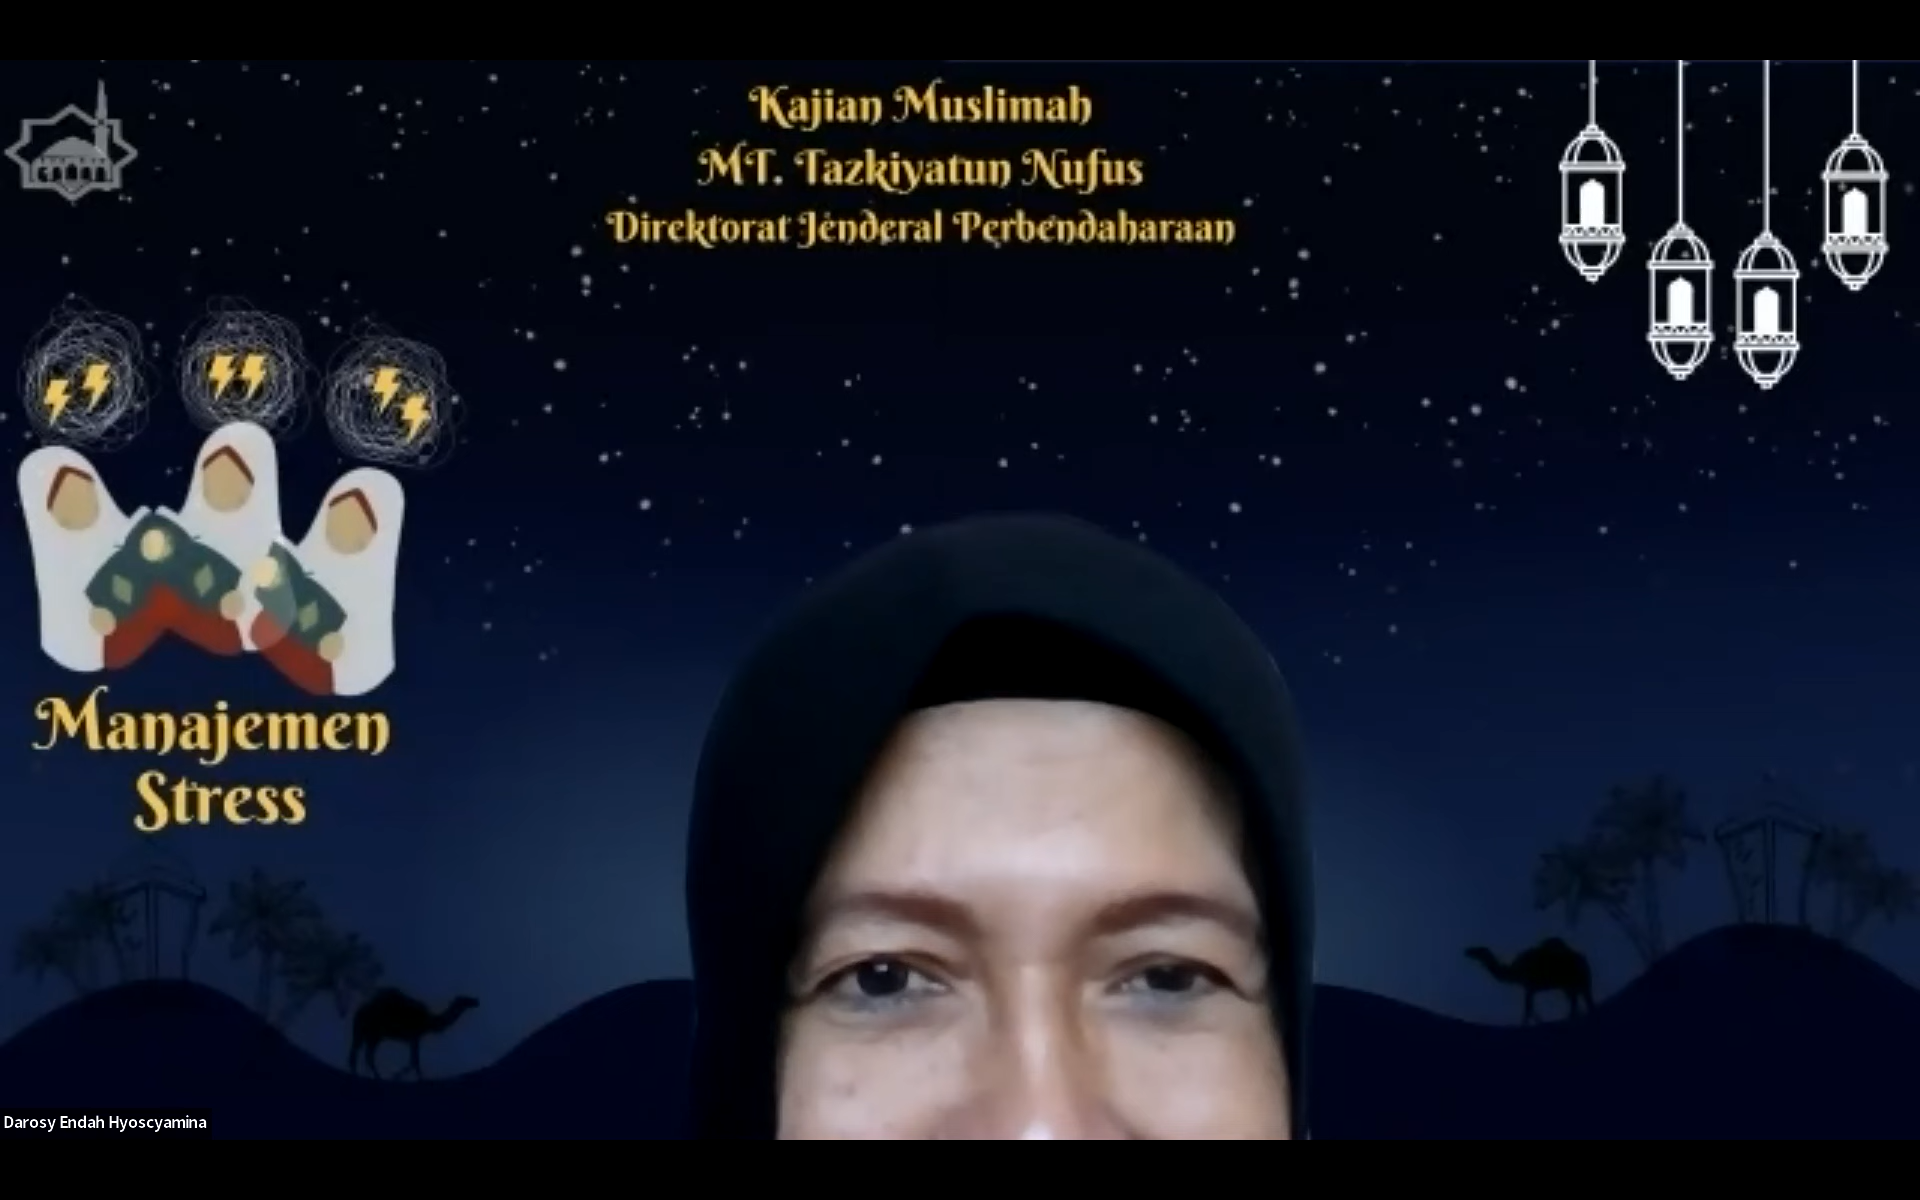 Kajian Muslimah
MT. Tazkiyatun Nufus
Direktorat Jenderal Perbendaharaan
Manajemen
Stress
Darosy Endah Hyoscyamina